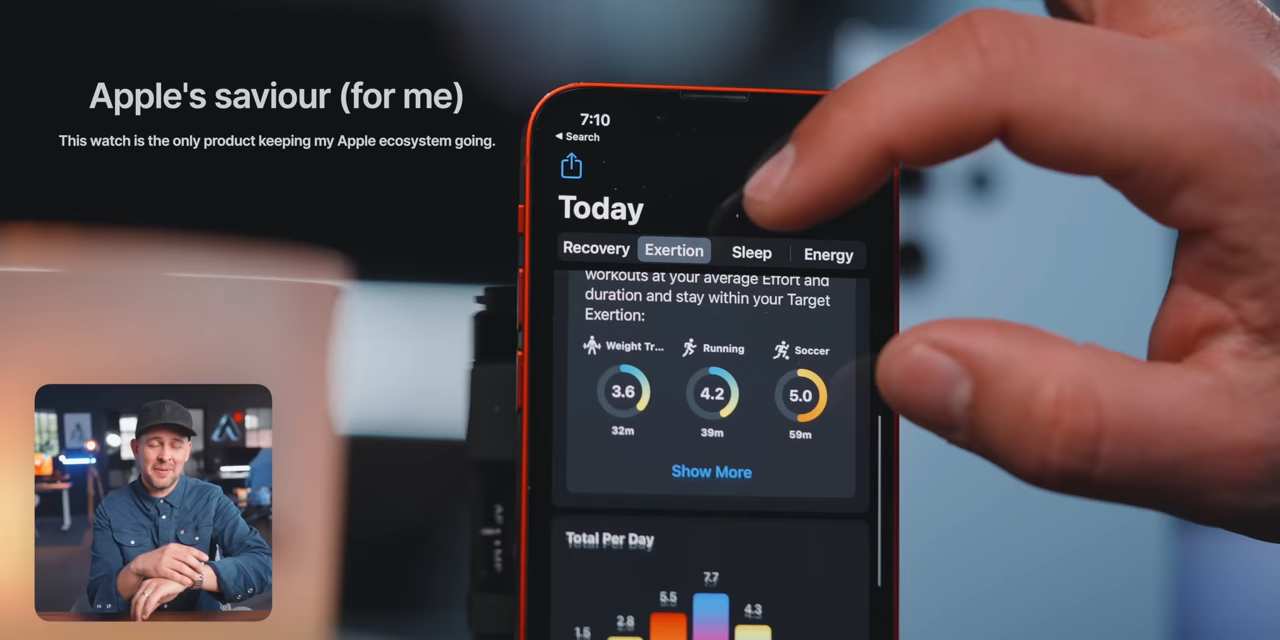 Apple's saviour (for me)
This watch is the only product keeping my Apple ecosystem going.
7:10
◀ Search
Today
Recovery Exertion Sleep Energy
workouts at your average Effort and
duration and stay within your Target
Exertion:
Weight Tr... Running Soccer
3.6 4.2 5.0
32m 39m 59m
Show More
Total Per Day
7.7
5.5
4.3
2.8
1.5